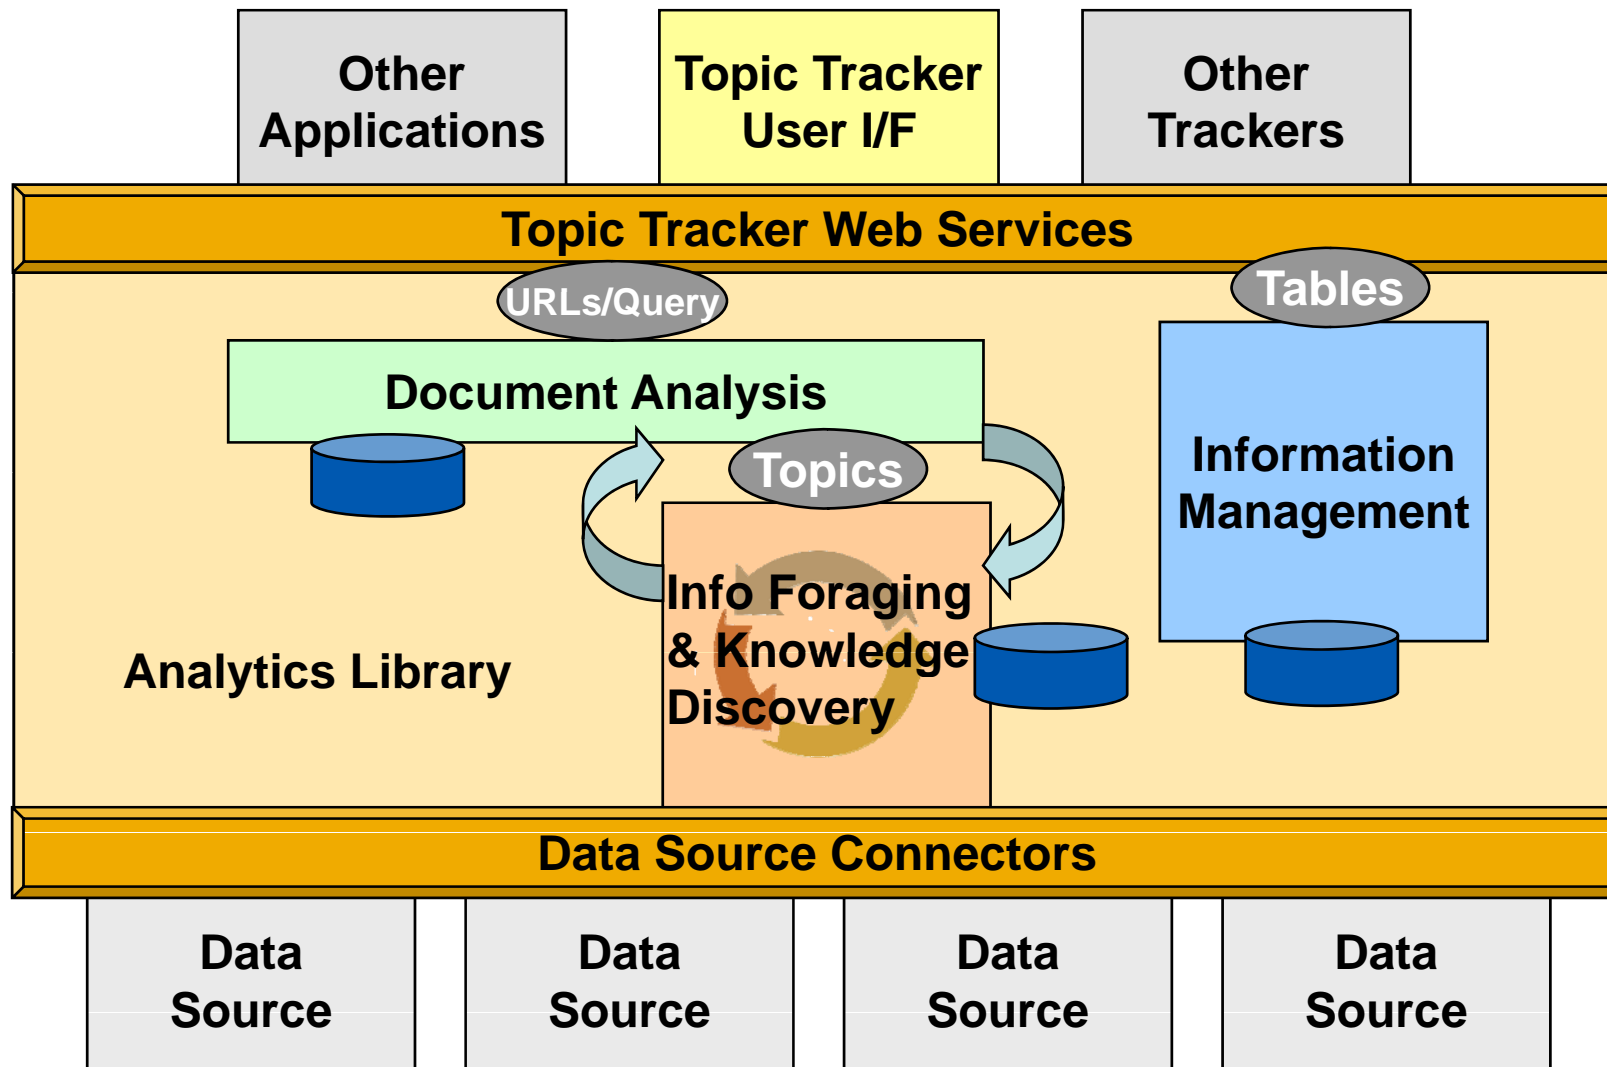 Other
Applications
Topic Tracker
User I/F
Other
Trackers
Topic Tracker Web Services
URLs/Query
Tables
Document Analysis
Topics
Information
Management
Info Foraging
& Knowledge
Discovery
Analytics Library
Data Source Connectors
Data
Source
Data
Source
Data
Source
Data
Source